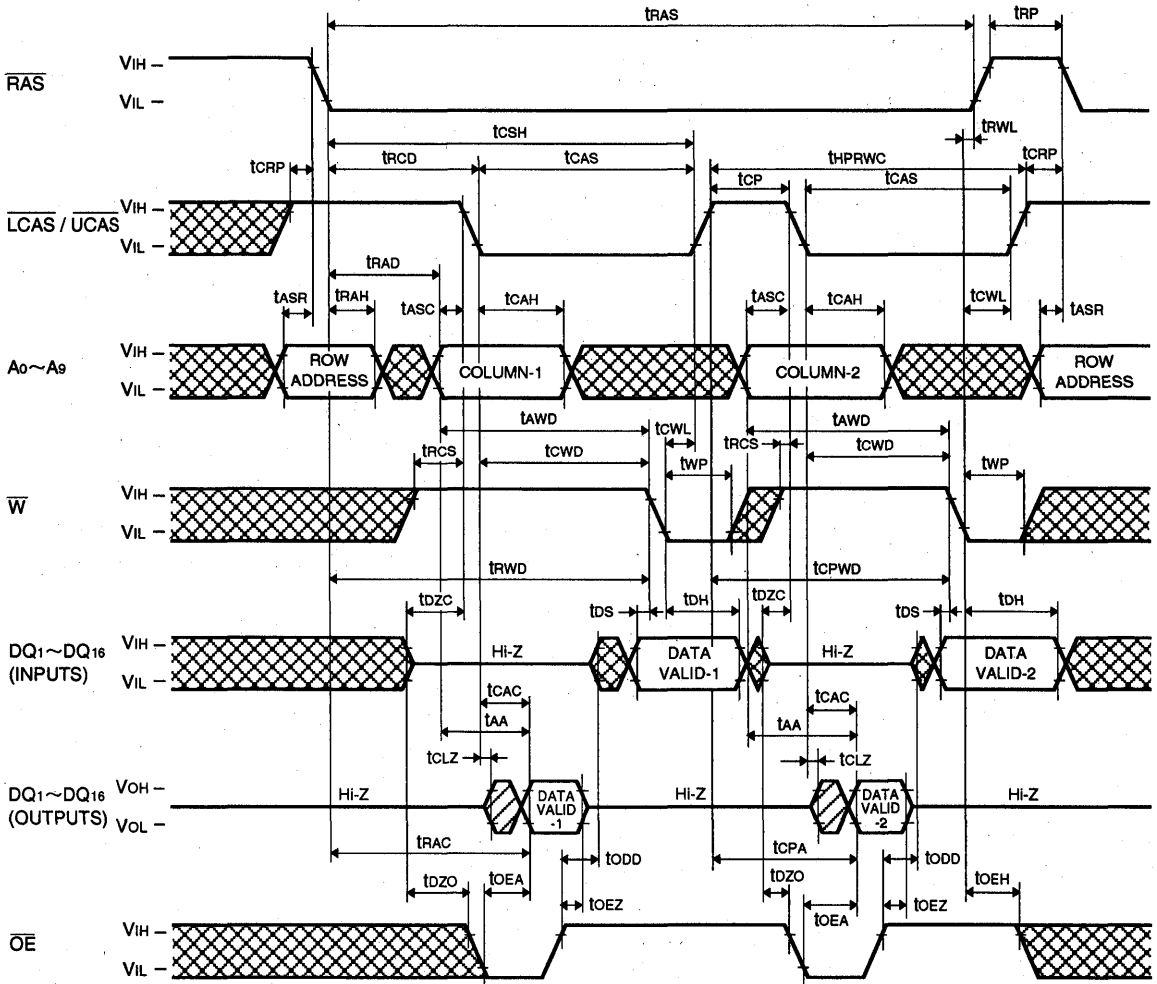 tRAS tRP
RAS VIH VIL
tCSH tRWL
tCRP tRCD tCAS tHPRWC tCRP
tCP tCAS
LCAS / UCAS VIH VIL
tRAD
tASR tRAH tASC tCAH tASC tCAH tCWL tASR
A0~A9 VIH VIL ROW ADDRESS COLUMN-1 COLUMN-2 ROW ADDRESS
tAWD tCWL tAWD
tRCS tCWD tWP tRCS tCWD tWP
W VIH VIL
tRWD tCPWD
tDZC tDS tDH tDZC tDS tDH
DQ1~DQ16 (INPUTS) VIH VIL Hi-Z DATA VALID-1 Hi-Z DATA VALID-2
tCAC tCAC
tAA tAA
tCLZ tCLZ
DQ1~DQ16 (OUTPUTS) VOH VOL Hi-Z DATA VALID -1 Hi-Z DATA VALID -2 Hi-Z
tRAC tODD tCPA tODD
tDZO tOEA tOEZ tDZO tOEA tOEZ tOEH
OE VIH VIL